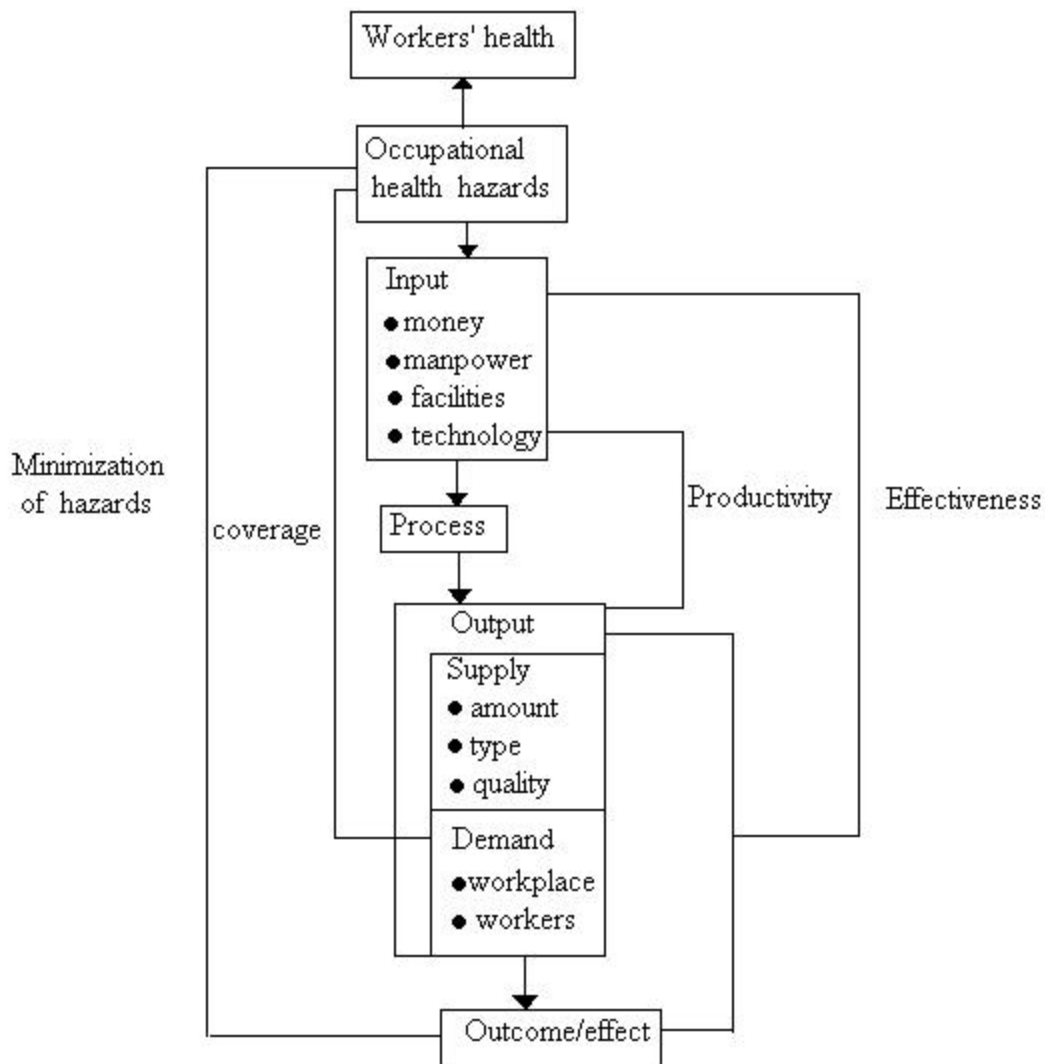 Workers' health
Occupational
health hazards
Input
● money
● manpower
● facilities
● technology
Minimization
of hazards
coverage
Productivity
Effectiveness
Process
Output
Supply
● amount
● type
● quality
Demand
● workplace
● workers
Outcome/effect